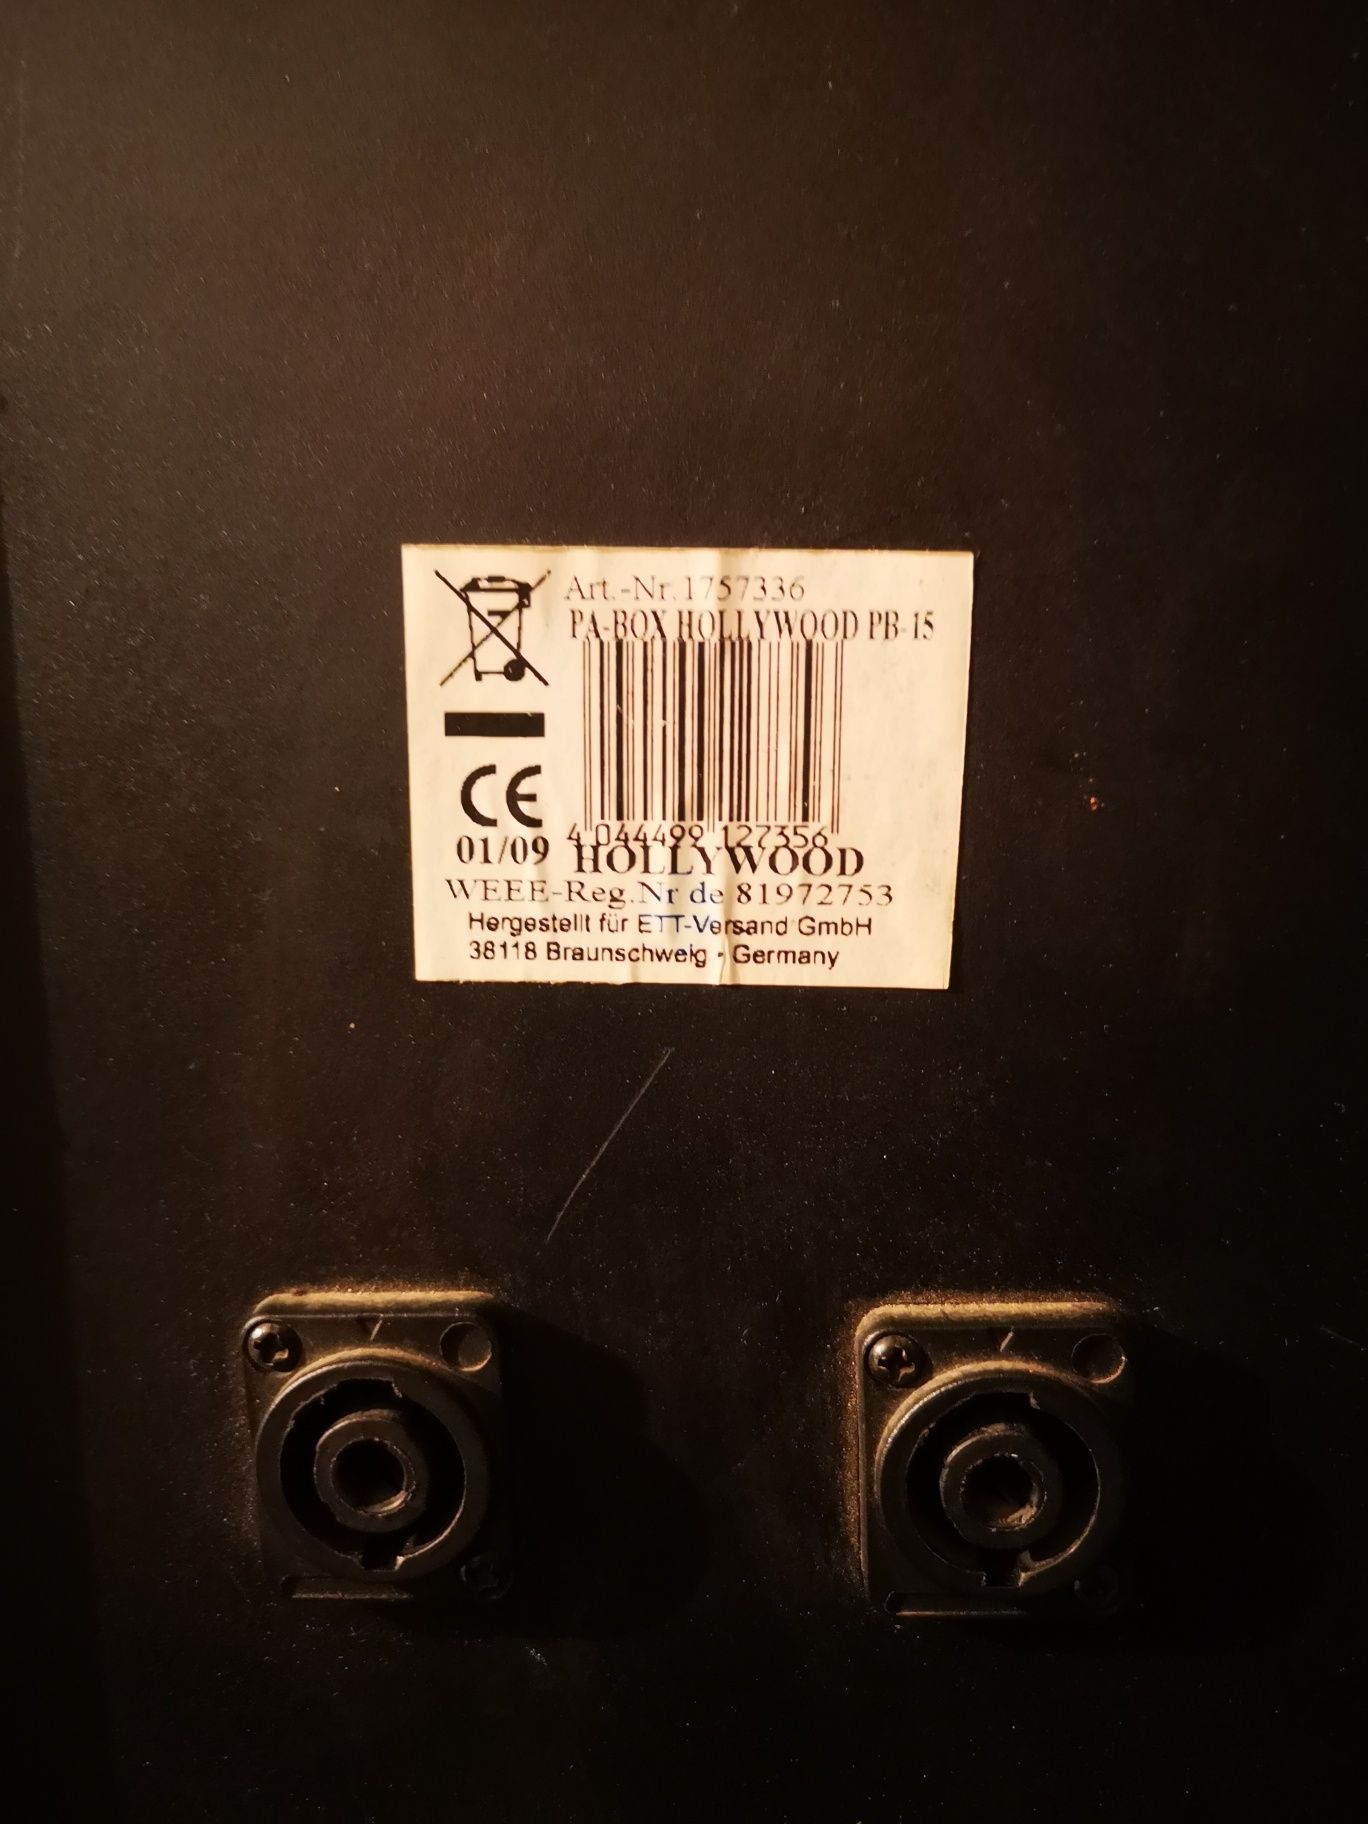 Art.-Nr.1757336
PA-BOX HOLLYWOOD PB-15
4 044499 127356
CE
01/09 HOLLYWOOD
WEEE-Reg.Nr de 81972753
Hergestellt für ETT-Versand GmbH
38118 Braunschweig - Germany